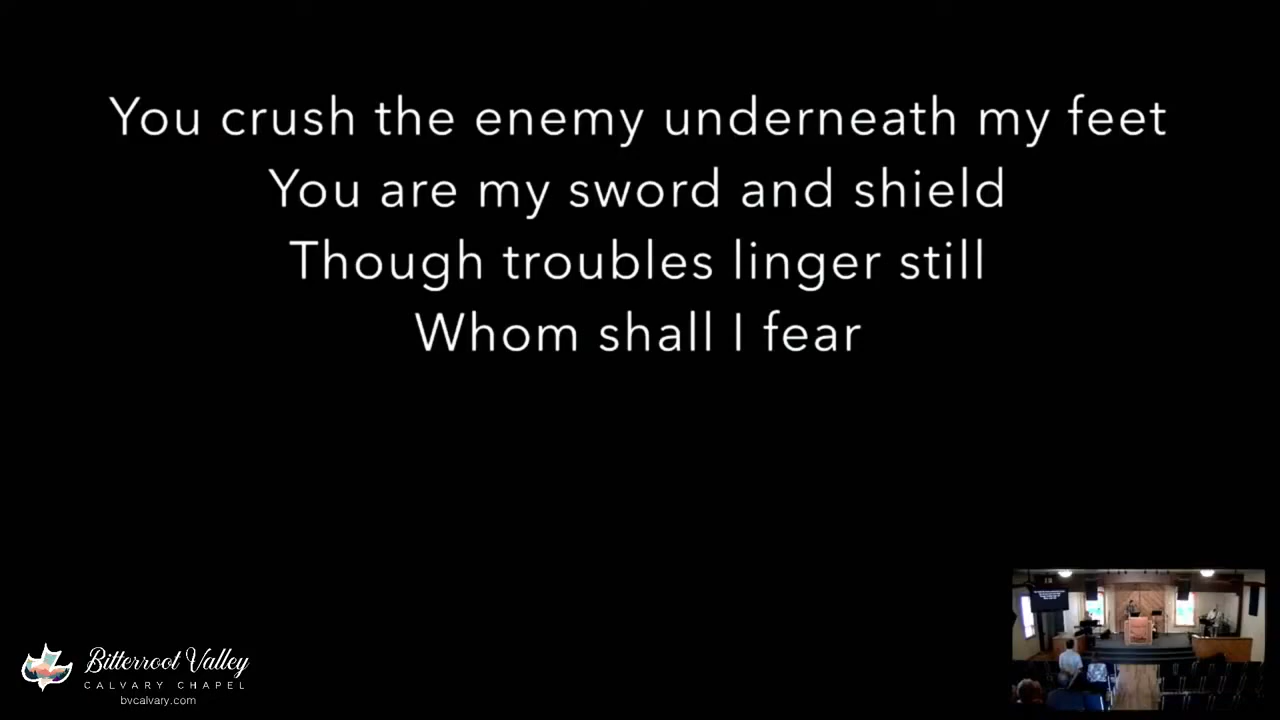 You crush the enemy underneath my feet
You are my sword and shield
Though troubles linger still
Whom shall I fear
Bitterroot Valley
CALVARY CHAPEL
bvcalvary.com